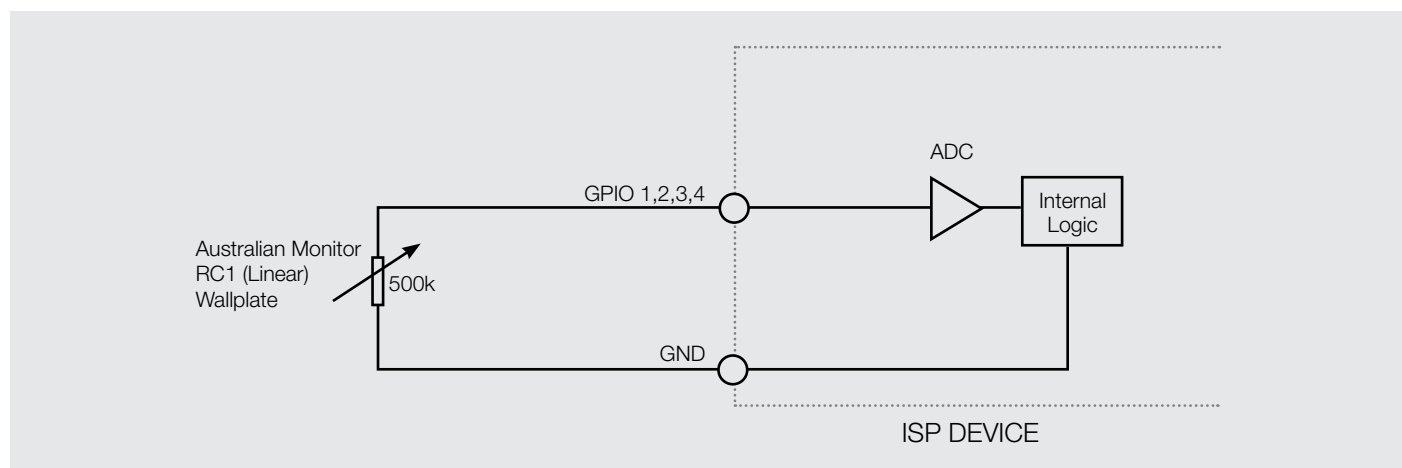 ADC
GPIO 1,2,3,4
Internal
Logic
Australian Monitor
RC1 (Linear)
Wallplate
500k
GND
ISP DEVICE